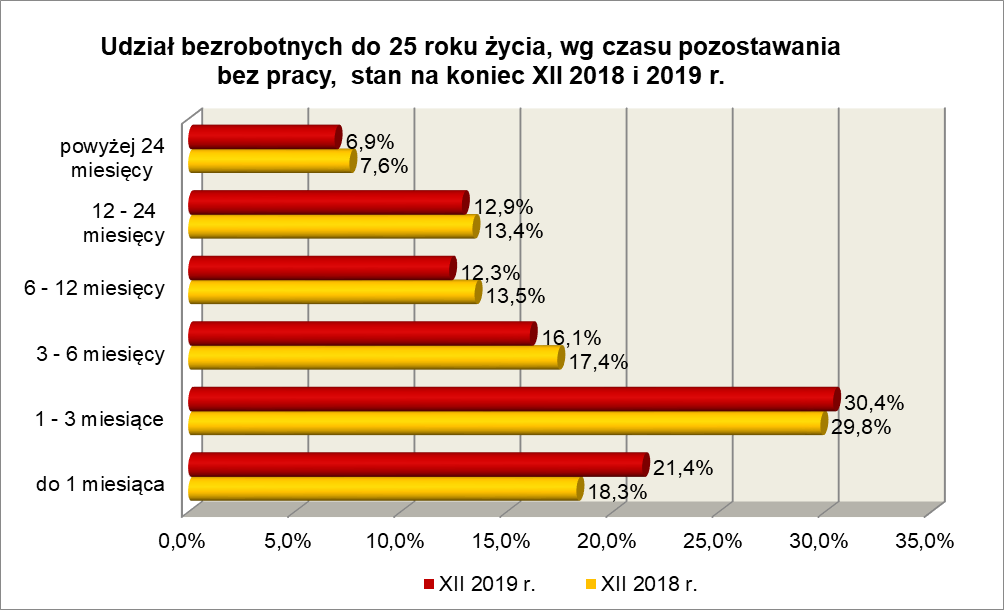 Udział bezrobotnych do 25 roku życia, wg czasu pozostawania
bez pracy,  stan na koniec XII 2018 i 2019 r.
powyżej 24
miesięcy
6,9%
7,6%
12 - 24
miesięcy
12,9%
13,4%
6 - 12 miesięcy
12,3%
13,5%
3 - 6 miesięcy
16,1%
17,4%
1 - 3 miesiące
30,4%
29,8%
do 1 miesiąca
21,4%
18,3%
0,0% 5,0% 10,0% 15,0% 20,0% 25,0% 30,0% 35,0%
XII 2019 r. XII 2018 r.